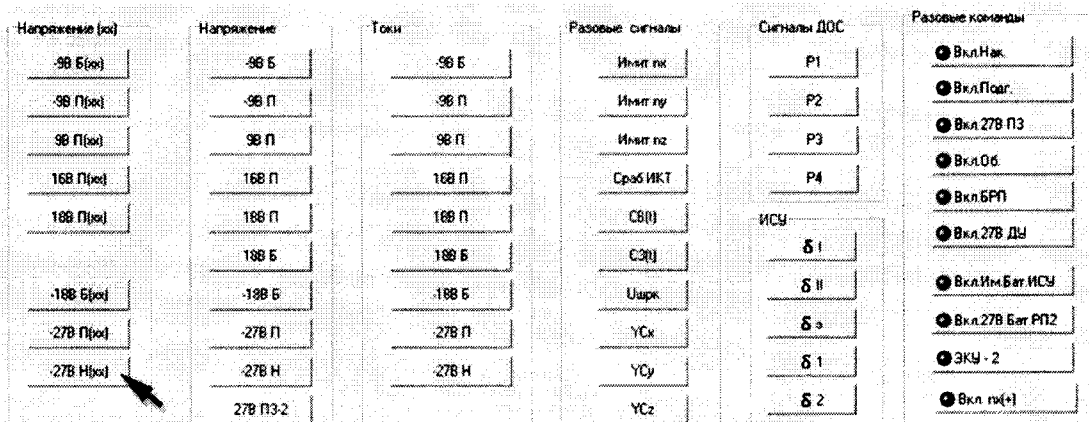 Напряжение (хх)
-9В Б(хх)
-9В П(хх)
9В П(хх)
16В П(хх)
18В П(хх)
-18В Б(хх)
-27В П(хх)
-27В Н(хх)
Напряжение
-9В Б
-9В П
9В П
16В П
18В П
18В Б
-18В Б
-27В П
-27В Н
27В ПЗ-2
Токи
-9В Б
-9В П
9В П
16В П
18В П
18В Б
-18В Б
-27В П
-27В Н
Разовые сигналы
Имит nx
Имит ny
Имит nz
Сраб ИКТ
СВ(t)
СЗ(t)
Uшрк
YCx
YCy
YCz
Сигналы ДОС
Р1
Р2
Р3
Р4
ИСУ
δ I
δ II
δ э
δ 1
δ 2
Разовые команды
Вкл.Нак.
Вкл.Подг.
Вкл.27В ПЗ
Вкл.Об.
Вкл.БРП
Вкл.27В ДУ
Вкл.Им.Бат.ИСУ
Вкл.27В Бат РП2
ЭКУ - 2
Вкл. nx(+)